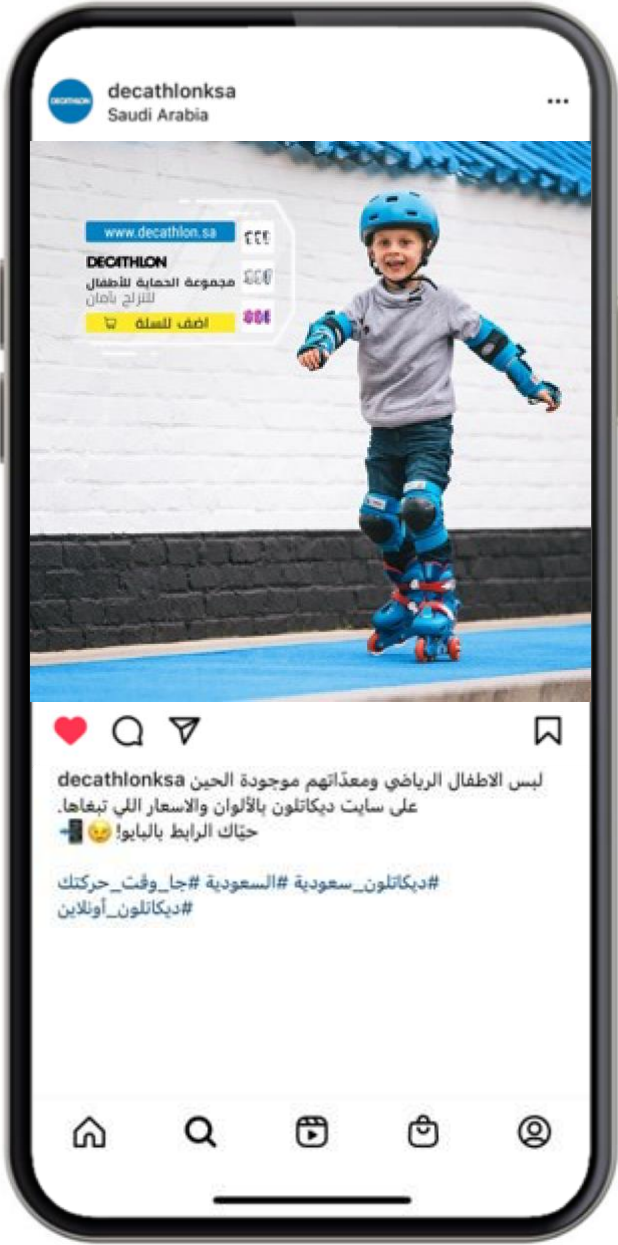 decathlonksa
Saudi Arabia
DECATHLON
www.decathlon.sa
DECATHLON
مجموعة الحماية للأطفال
للتزلج بأمان
اضف للسلة
decathlonksa لبس الاطفال الرياضي ومعدّاتهم موجودة الحين
على سايت ديكاتلون بالألوان والاسعار اللي تبغاها.
حيّاك الرابط بالبايو! 😉📲
#ديكاتلون_سعودية #السعودية #جا_وقت_حركتك
#ديكاتلون_أونلاين